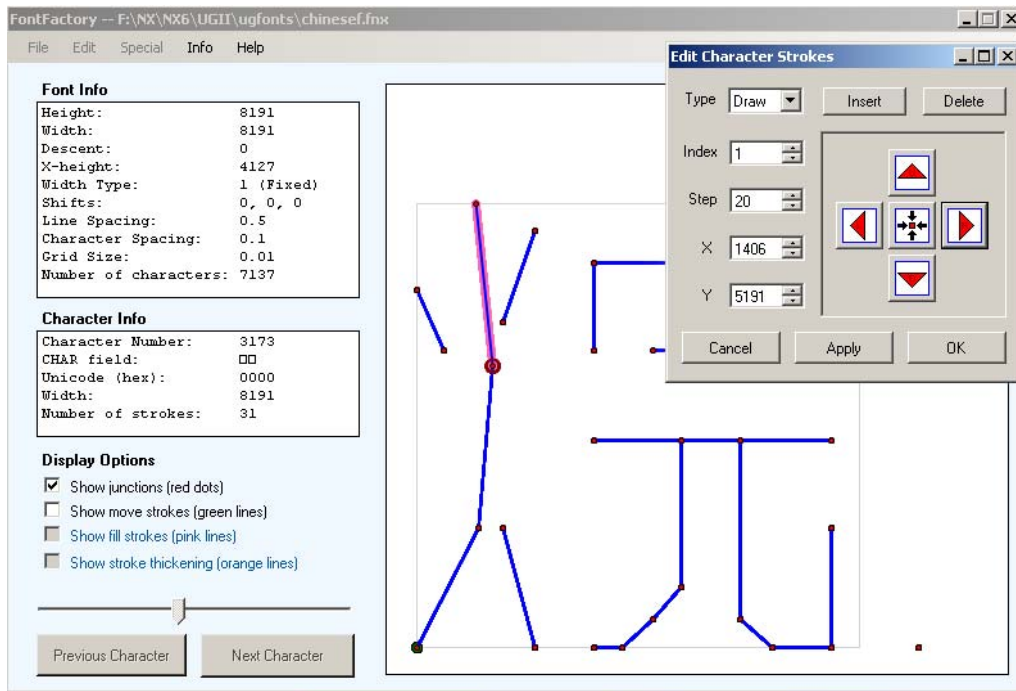 FontFactory -- F:\NX\NX6\UGII\ugfonts\chinesef.fnx
File Edit Special Info Help
Font Info
Height: 8191
Width: 8191
Descent: 0
X-height: 4127
Width Type: 1 (Fixed)
Shifts: 0, 0, 0
Line Spacing: 0.5
Character Spacing: 0.1
Grid Size: 0.01
Number of characters: 7137
Character Info
Character Number: 3173
CHAR field: □□
Unicode (hex): 0000
Width: 8191
Number of strokes: 31
Display Options
Show junctions (red dots)
Show move strokes (green lines)
Show fill strokes (pink lines)
Show stroke thickening (orange lines)
Previous Character Next Character
Edit Character Strokes
Type Draw Insert Delete
Index 1
Step 20
X 1406
Y 5191
Cancel Apply OK